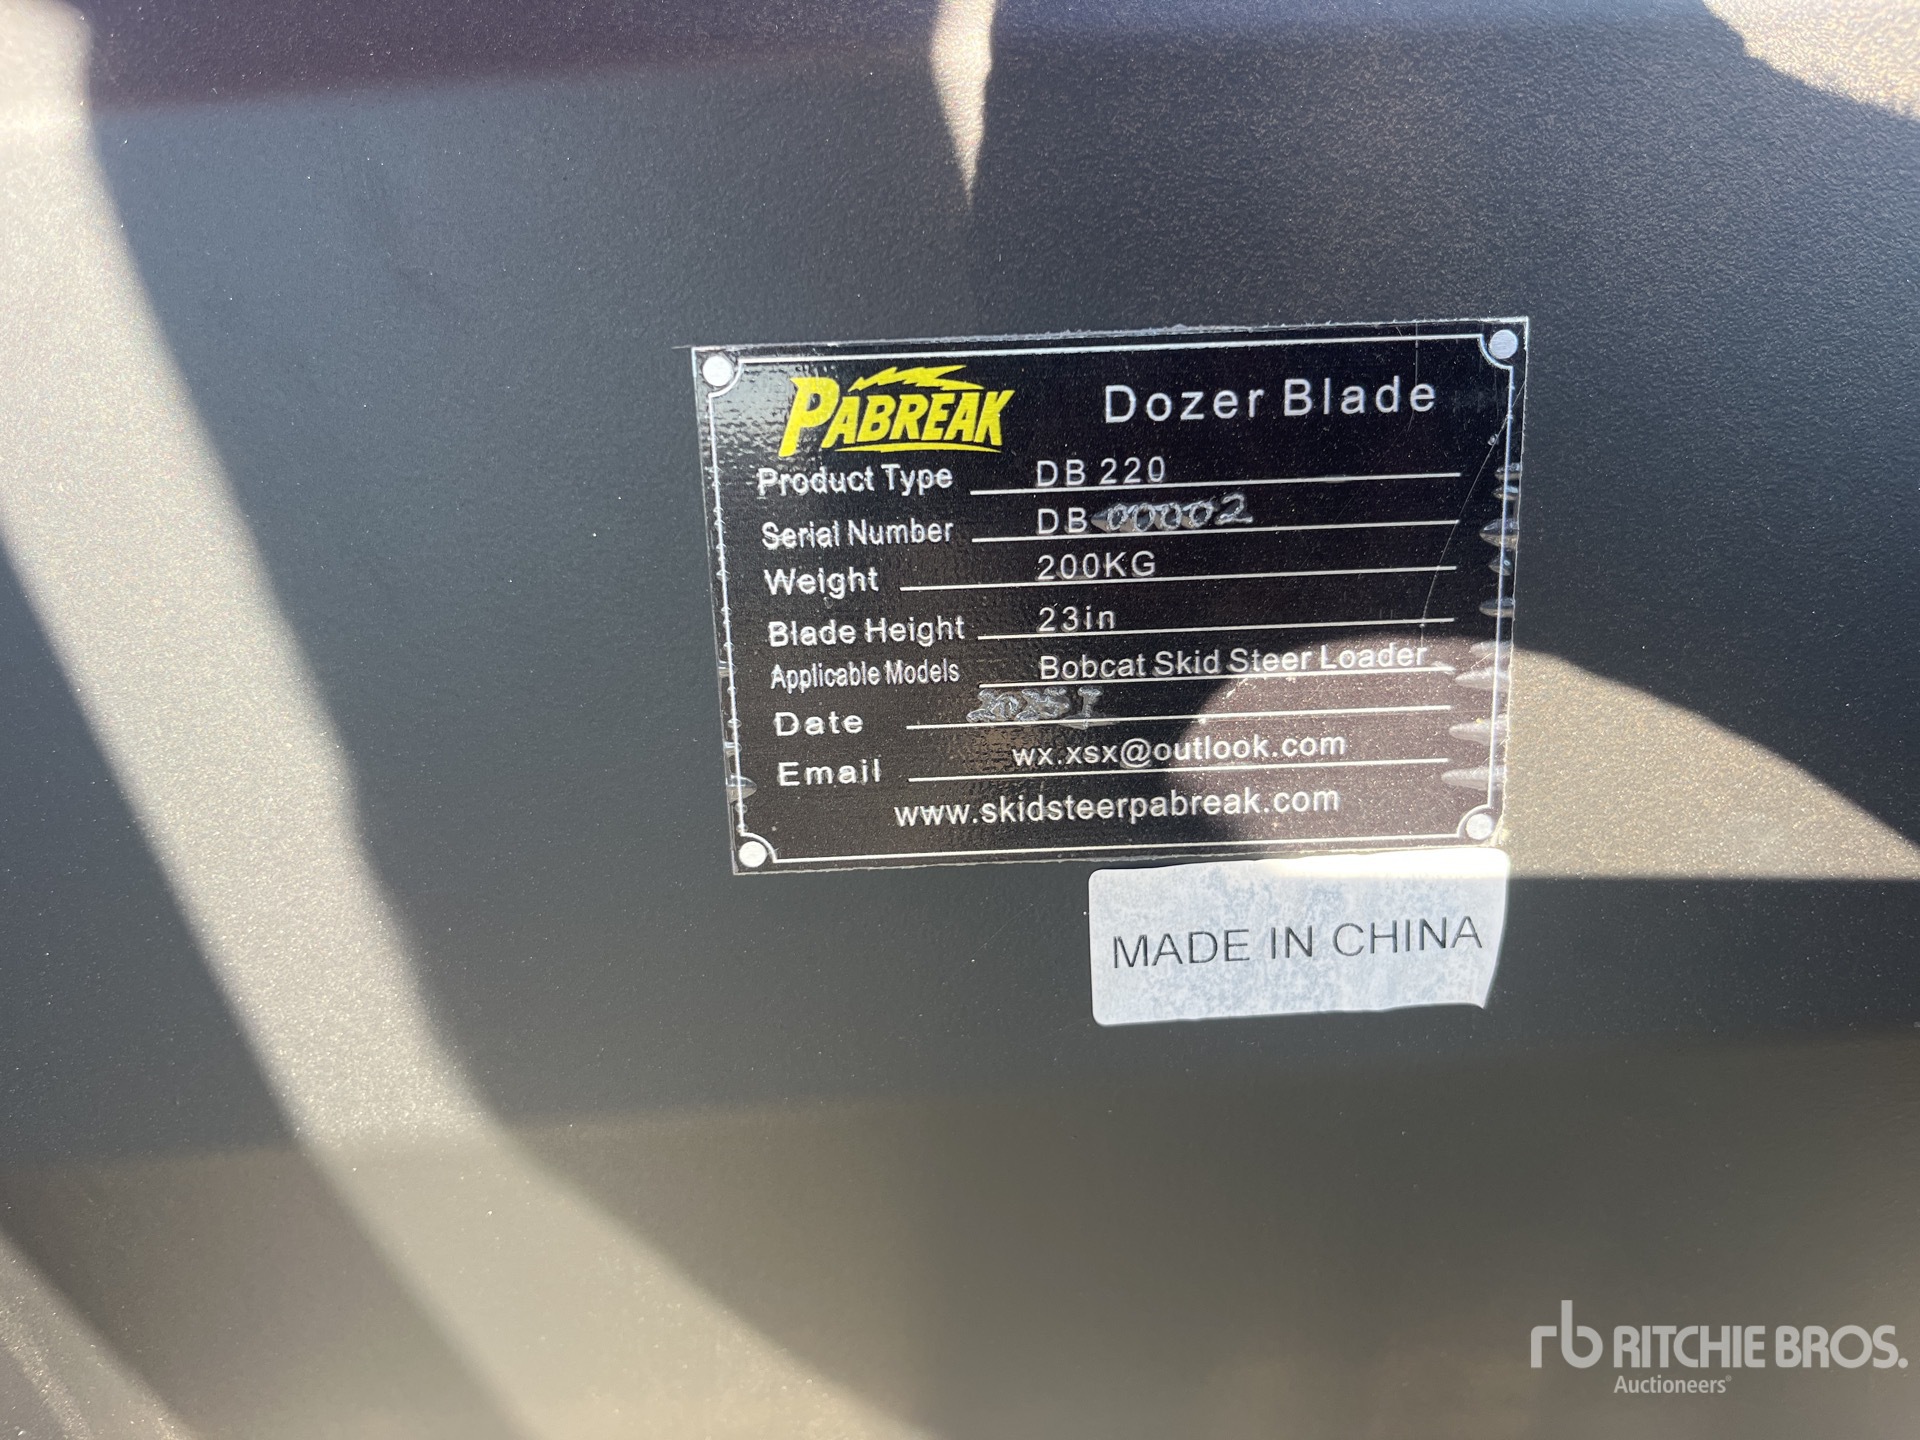 PABREAK Dozer Blade
Product Type DB 220
Serial Number DB 00002
Weight 200KG
Blade Height 23in
Applicable Models Bobcat Skid Steer Loader
Date
Email wx.xsx@outlook.com
www.skidsteerpabreak.com
MADE IN CHINA
rb RITCHIE BROS.
Auctioneers